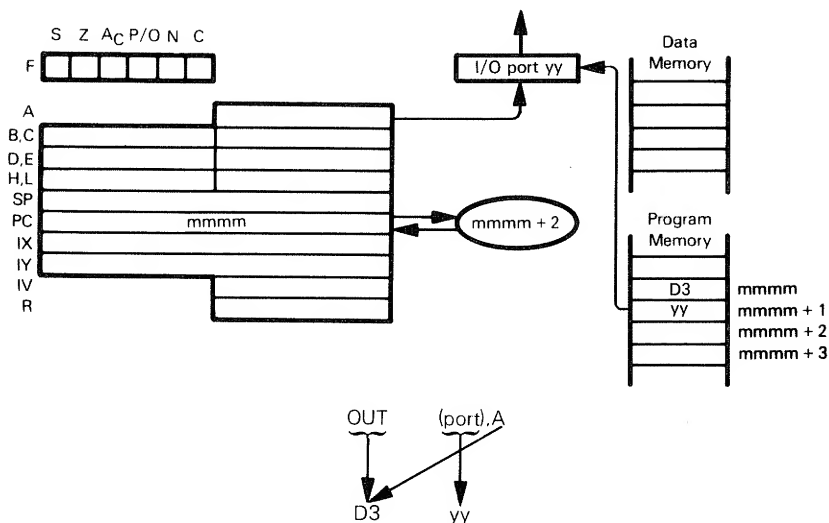 S Z AC P/O N C
F
A
B,C
D,E
H,L
SP
PC mmmm
IX
IY
IV
R
mmmm + 2
I/O port yy
Data
Memory
Program
Memory
D3 mmmm
yy mmmm + 1
mmmm + 2
mmmm + 3
OUT (port),A
D3 yy